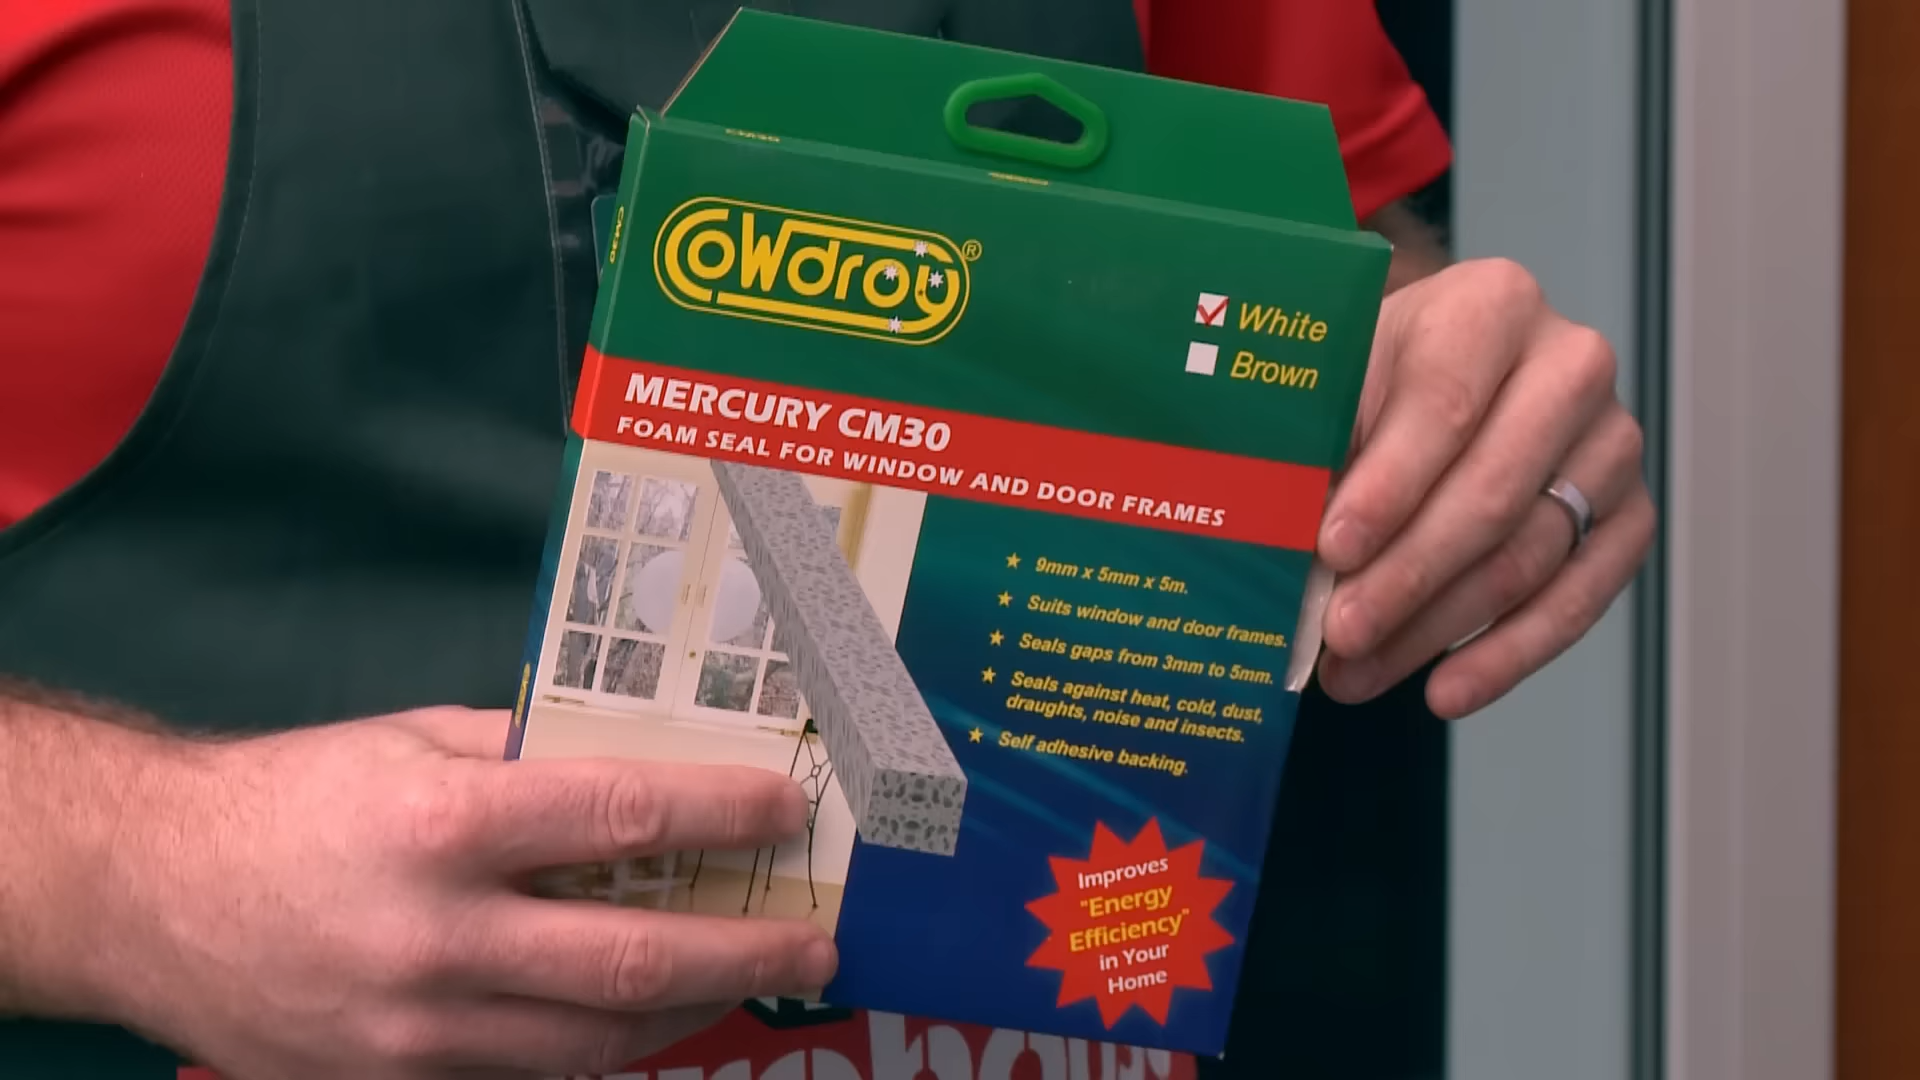 CM30
CoWdroy®
White
Brown
MERCURY CM30
FOAM SEAL FOR WINDOW AND DOOR FRAMES
9mm x 5mm x 5m.
Suits window and door frames.
Seals gaps from 3mm to 5mm.
Seals against heat, cold, dust,
draughts, noise and insects.
Self adhesive backing.
Improves
"Energy
Efficiency"
in Your
Home